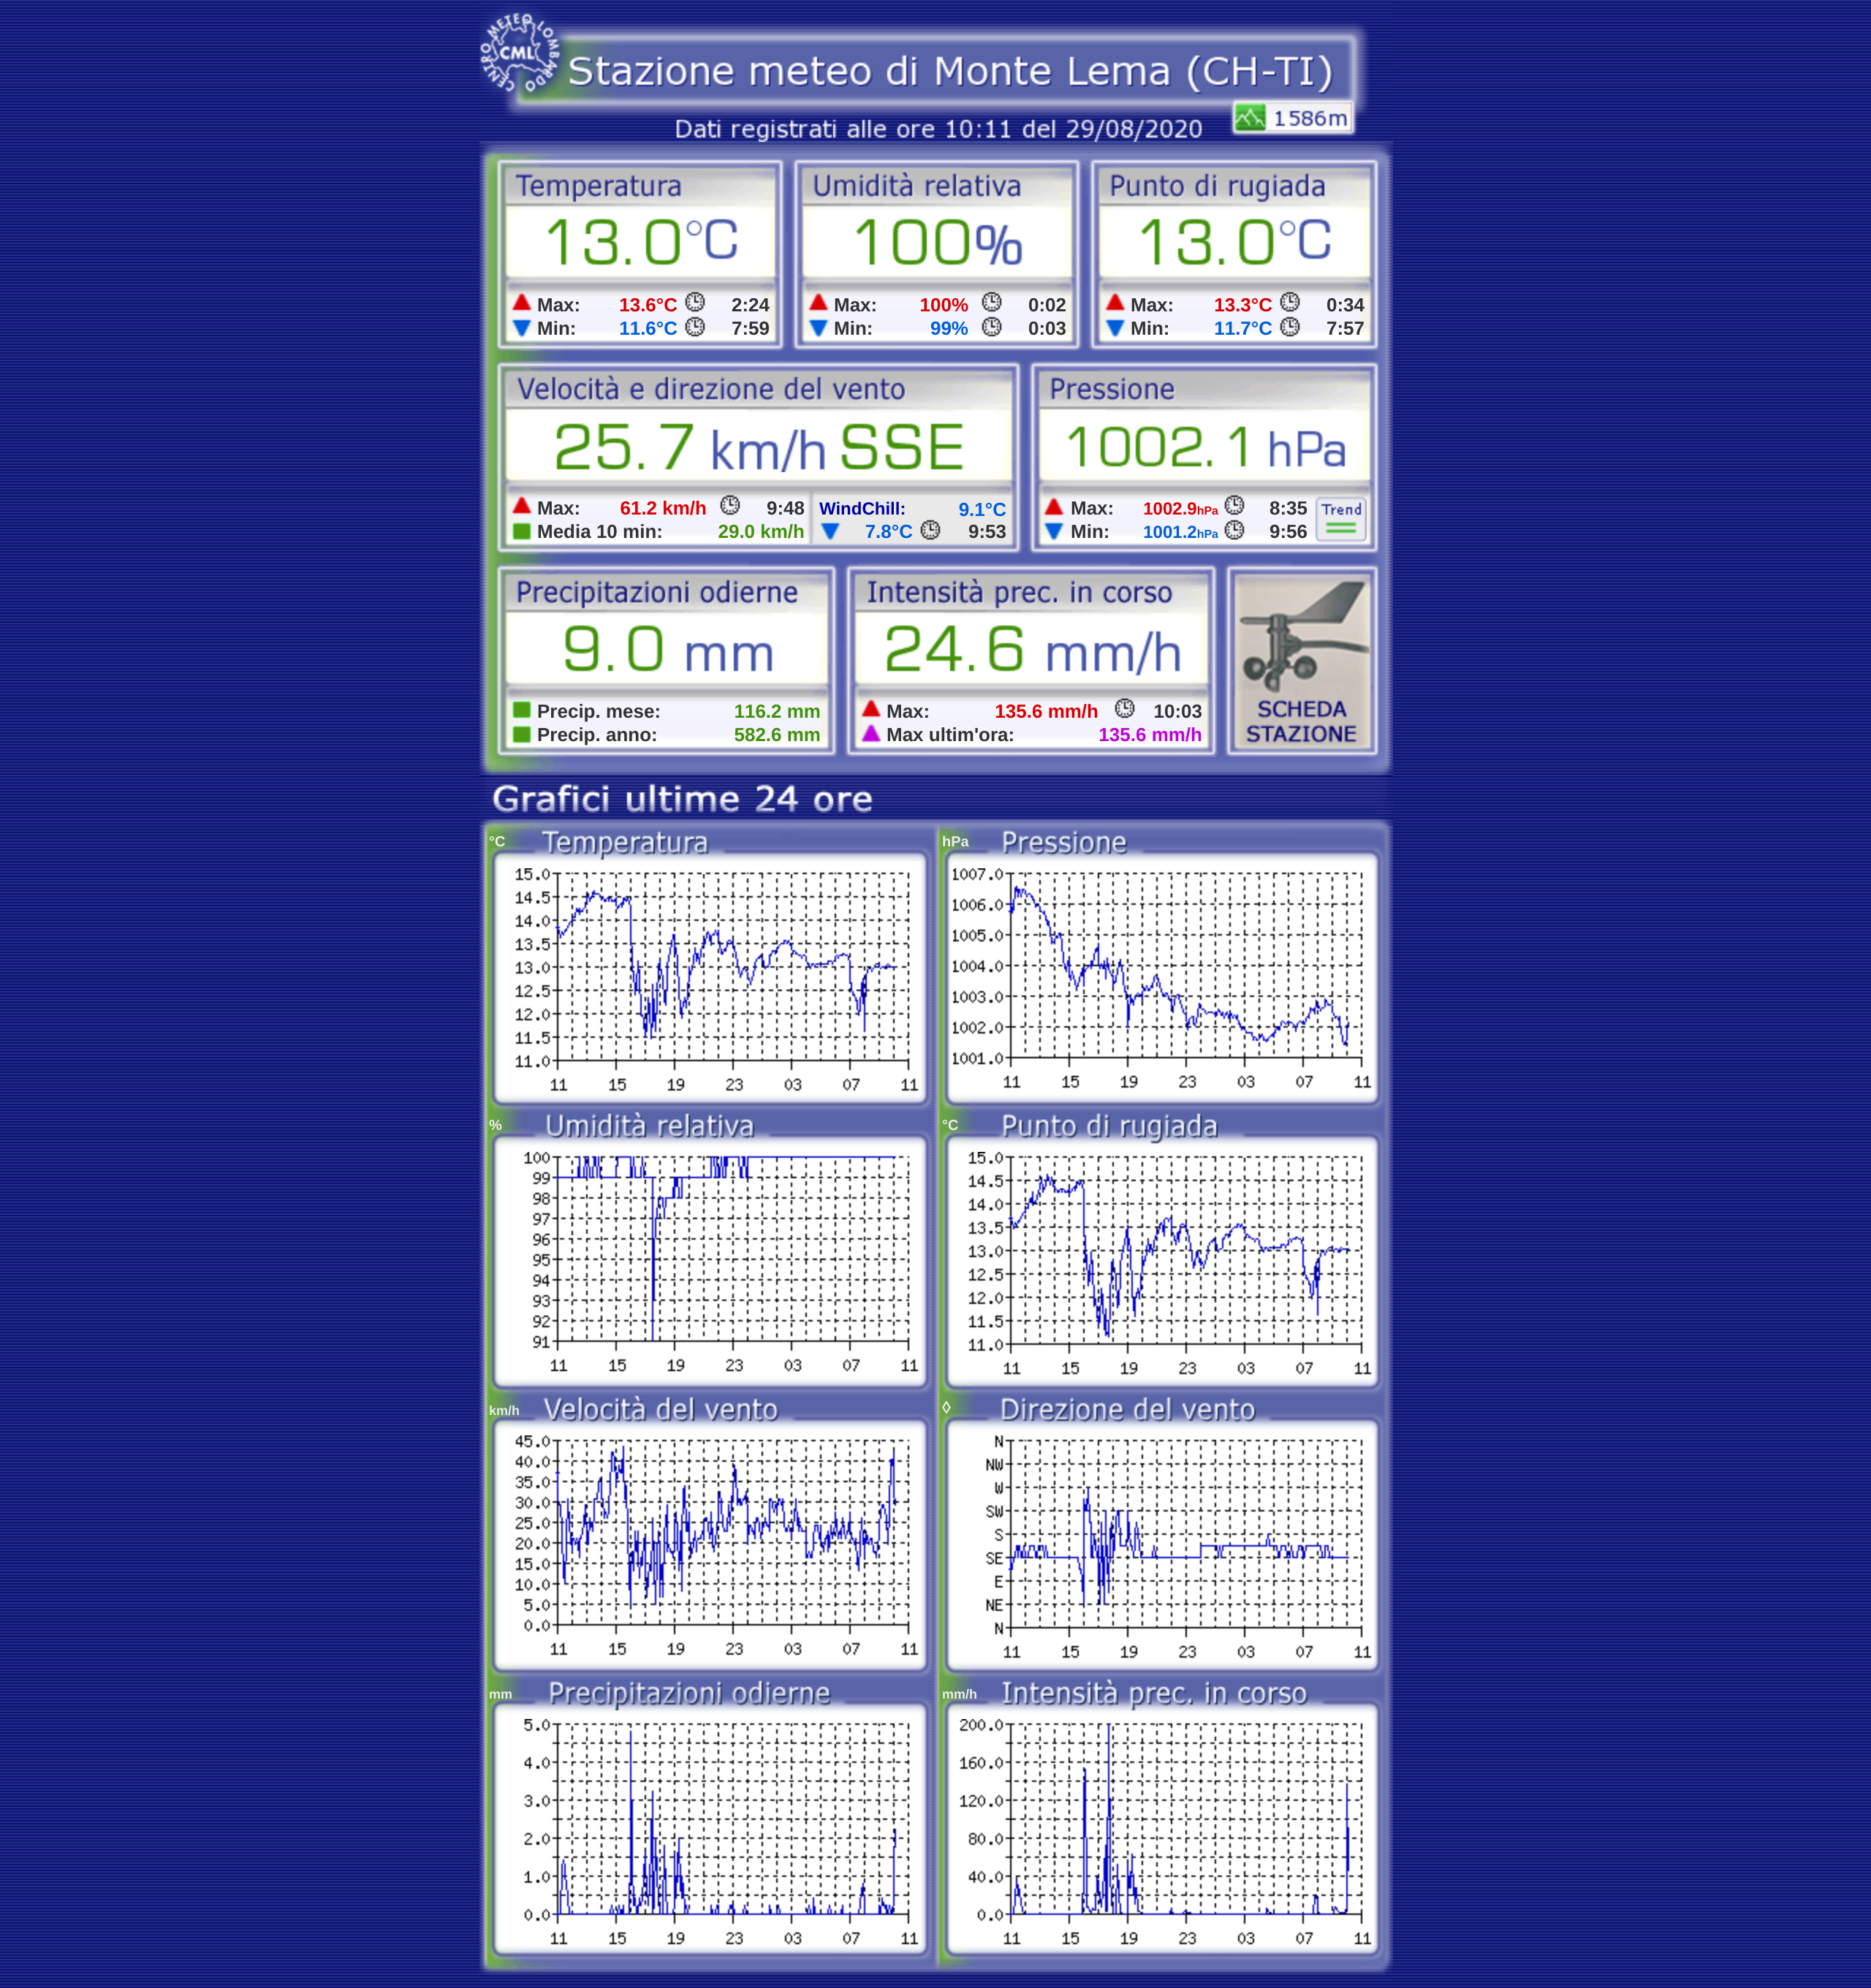 CENTRO METEO LOMBARDO
CML
Stazione meteo di Monte Lema (CH-TI)
1586m
Dati registrati alle ore 10:11 del 29/08/2020
Temperatura Umidità relativa Punto di rugiada
13.0°C 100% 13.0°C
Max: 13.6°C 2:24 Max: 100% 0:02 Max: 13.3°C 0:34
Min: 11.6°C 7:59 Min: 99% 0:03 Min: 11.7°C 7:57
Velocità e direzione del vento Pressione
25.7 km/h SSE 1002.1 hPa
Max: 61.2 km/h 9:48 WindChill: 9.1°C Max: 1002.9hPa 8:35 Trend
Media 10 min: 29.0 km/h 7.8°C 9:53 Min: 1001.2hPa 9:56
Precipitazioni odierne Intensità prec. in corso
9.0 mm 24.6 mm/h
Precip. mese: 116.2 mm Max: 135.6 mm/h 10:03 SCHEDA
Precip. anno: 582.6 mm Max ultim'ora: 135.6 mm/h STAZIONE
Grafici ultime 24 ore
°C Temperatura
15.0
14.5
14.0
13.5
13.0
12.5
12.0
11.5
11.0
11 15 19 23 03 07 11
hPa Pressione
1007.0
1006.0
1005.0
1004.0
1003.0
1002.0
1001.0
11 15 19 23 03 07 11
% Umidità relativa
100
99
98
97
96
95
94
93
92
91
11 15 19 23 03 07 11
°C Punto di rugiada
15.0
14.5
14.0
13.5
13.0
12.5
12.0
11.5
11.0
11 15 19 23 03 07 11
km/h Velocità del vento
45.0
40.0
35.0
30.0
25.0
20.0
15.0
10.0
5.0
0.0
11 15 19 23 03 07 11
◊ Direzione del vento
N
NW
W
SW
S
SE
E
NE
N
11 15 19 23 03 07 11
mm Precipitazioni odierne
5.0
4.0
3.0
2.0
1.0
0.0
11 15 19 23 03 07 11
mm/h Intensità prec. in corso
200.0
160.0
120.0
80.0
40.0
0.0
11 15 19 23 03 07 11